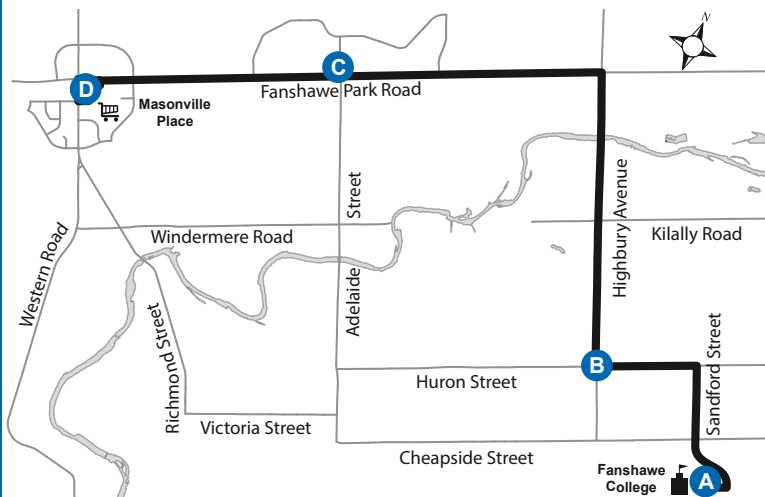 N
C
D
Fanshawe Park Road
Masonville
Place
Street
Windermere Road
Highbury Avenue
Kilally Road
Western Road
Adelaide
Richmond Street
Sandford Street
B
Huron Street
Victoria Street
Cheapside Street
Fanshawe
College
A